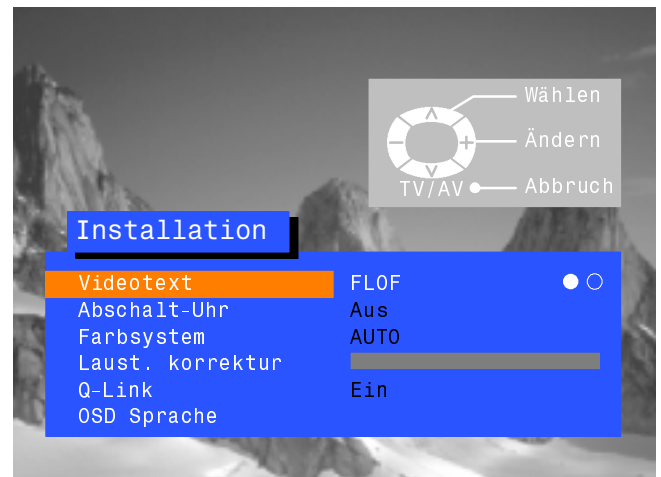 Wählen
Ändern
TV/AV Abbruch
Installation
Videotext FLOF
Abschalt-Uhr Aus
Farbsystem AUTO
Laust. korrektur
Q-Link Ein
OSD Sprache